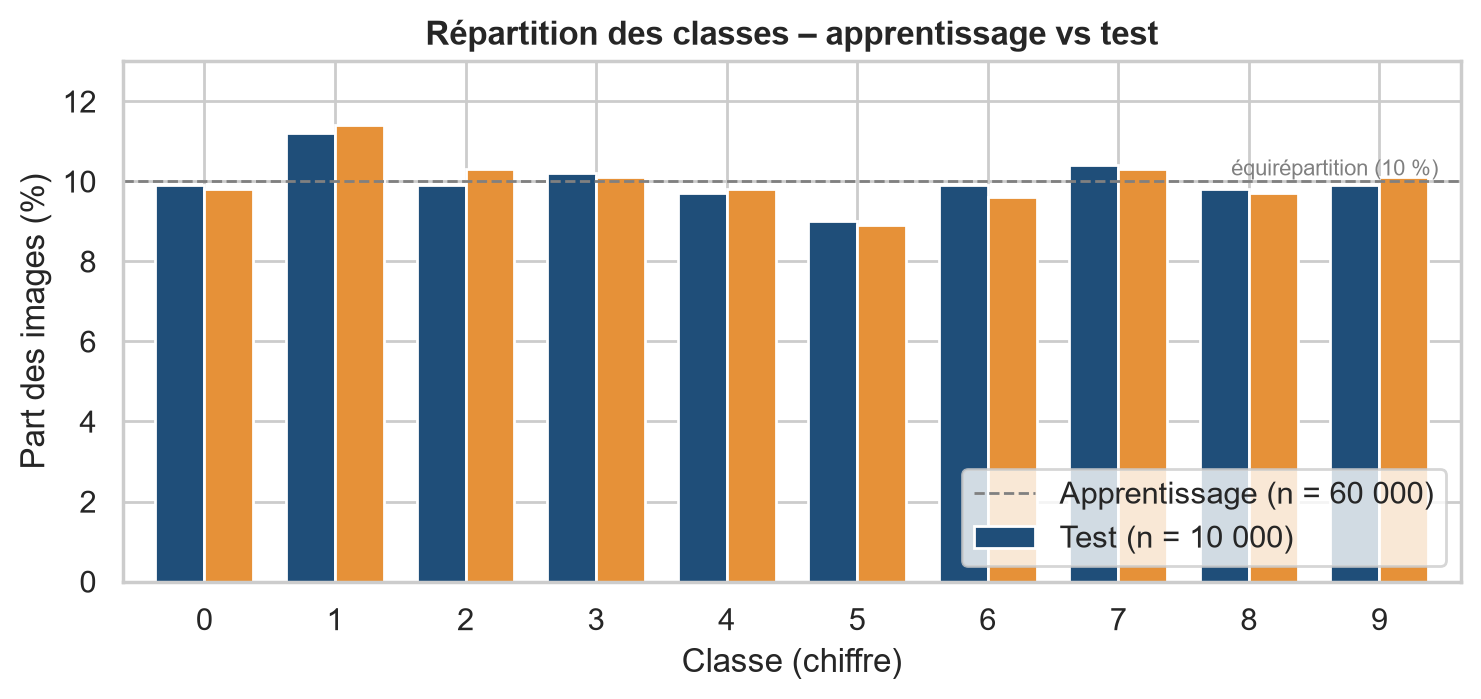 Répartition des classes – apprentissage vs test
Part des images (%)
12
10
8
6
4
2
0
équirépartition (10 %)
Apprentissage (n = 60 000)
Test (n = 10 000)
0 1 2 3 4 5 6 7 8 9
Classe (chiffre)